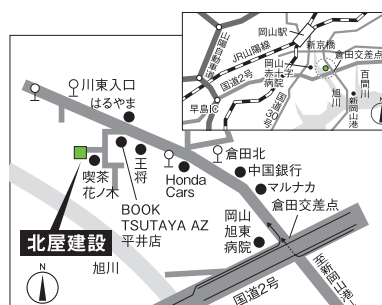 岡山駅
新京橋
JR山陽線
倉田交差点
山陽自動車道
国道2号
岡山赤十字病院
旭川
百間川
新岡山港
早島IC
国道30号
N
川東入口
はるやま
喫茶
花ノ木
王将
BOOK
TSUTAYA AZ
平井店
Honda
Cars
倉田北
中国銀行
マルナカ
倉田交差点
岡山
旭東
病院
北屋建設
旭川
国道2号
至新岡山港
N